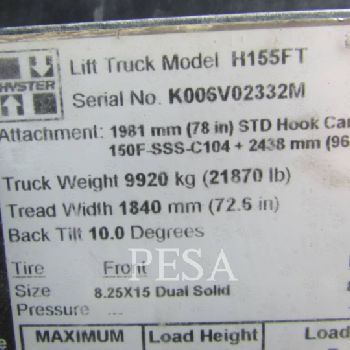 HYSTER
Lift Truck Model H155FT
Serial No. K006V02332M
Attachment: 1981 mm (78 in) STD Hook Car
150F-SSS-C104 + 2438 mm (96
Truck Weight 9920 kg (21870 lb)
Tread Width 1840 mm (72.6 in)
Back Tilt 10.0 Degrees
PESA
Tire Front
Size 8.25X15 Dual Solid
Pressure ...
MAXIMUM Load Height Load